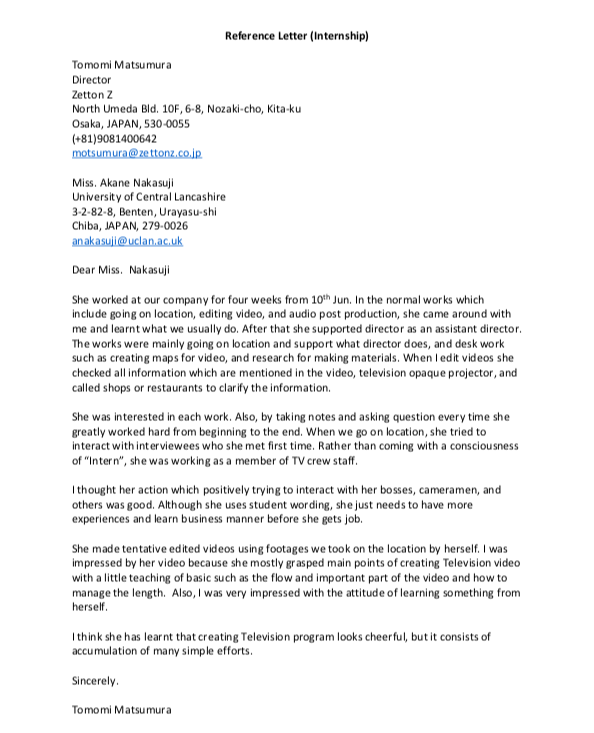 Reference Letter (Internship)
Tomomi Matsumura
Director
Zetton Z
North Umeda Bld. 10F, 6-8, Nozaki-cho, Kita-ku
Osaka, JAPAN, 530-0055
(+81)9081400642
motsumura@zettonz.co.jp
Miss. Akane Nakasuji
University of Central Lancashire
3-2-82-8, Benten, Urayasu-shi
Chiba, JAPAN, 279-0026
anakasuji@uclan.ac.uk
Dear Miss. Nakasuji
She worked at our company for four weeks from 10th Jun. In the normal works which
include going on location, editing video, and audio post production, she came around with
me and learnt what we usually do. After that she supported director as an assistant director.
The works were mainly going on location and support what director does, and desk work
such as creating maps for video, and research for making materials. When I edit videos she
checked all information which are mentioned in the video, television opaque projector, and
called shops or restaurants to clarify the information.
She was interested in each work. Also, by taking notes and asking question every time she
greatly worked hard from beginning to the end. When we go on location, she tried to
interact with interviewees who she met first time. Rather than coming with a consciousness
of “Intern”, she was working as a member of TV crew staff.
I thought her action which positively trying to interact with her bosses, cameramen, and
others was good. Although she uses student wording, she just needs to have more
experiences and learn business manner before she gets job.
She made tentative edited videos using footages we took on the location by herself. I was
impressed by her video because she mostly grasped main points of creating Television video
with a little teaching of basic such as the flow and important part of the video and how to
manage the length. Also, I was very impressed with the attitude of learning something from
herself.
I think she has learnt that creating Television program looks cheerful, but it consists of
accumulation of many simple efforts.
Sincerely.
Tomomi Matsumura